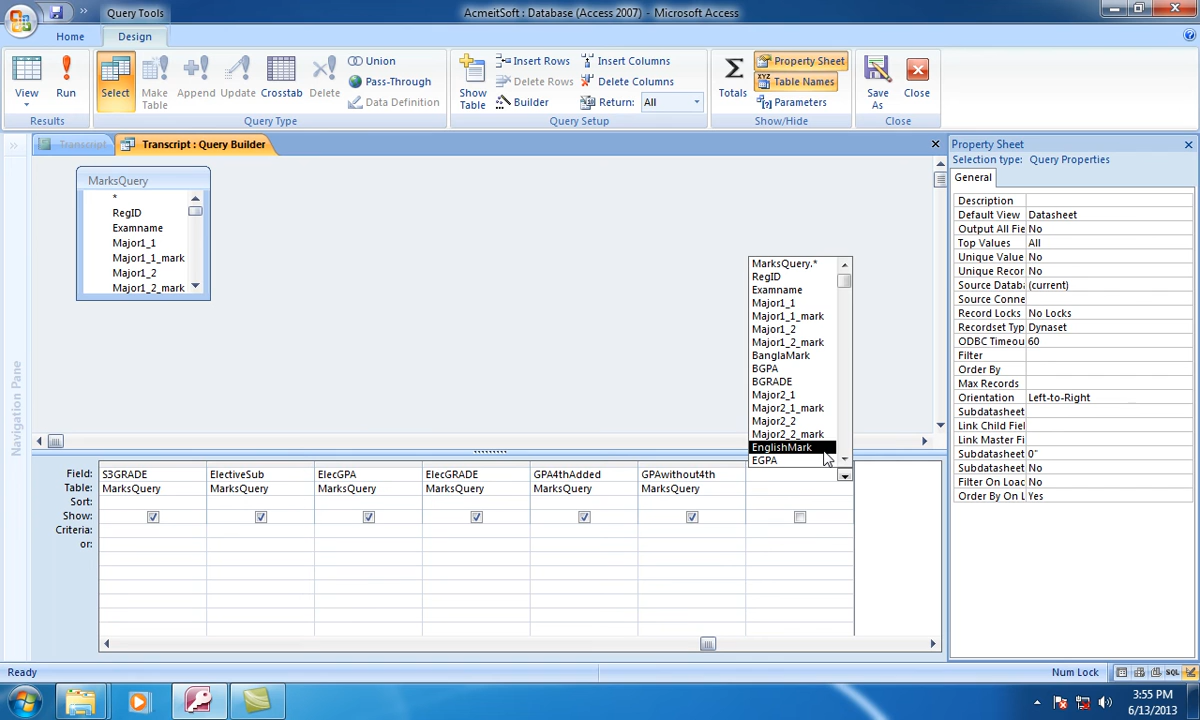 Query Tools
AcmeitSoft : Database (Access 2007) - Microsoft Access
Home
Design
View
Run
Select
Make Table
Append
Update
Crosstab
Delete
Union
Pass-Through
Data Definition
Show Table
Insert Rows
Delete Rows
Builder
Insert Columns
Delete Columns
Return: All
Totals
Property Sheet
Table Names
Parameters
Save As
Close
Results
Query Type
Query Setup
Show/Hide
Close
Transcript
Transcript : Query Builder
Navigation Pane
MarksQuery
*
RegID
Examname
Major1_1
Major1_1_mark
Major1_2
Major1_2_mark
MarksQuery.*
RegID
Examname
Major1_1
Major1_1_mark
Major1_2
Major1_2_mark
BanglaMark
BGPA
BGRADE
Major2_1
Major2_1_mark
Major2_2
Major2_2_mark
EnglishMark
EGPA
Field: S3GRADE ElectiveSub ElecGPA ElecGRADE GPA4thAdded GPAwithout4th
Table: MarksQuery MarksQuery MarksQuery MarksQuery MarksQuery MarksQuery
Sort:
Show:
Criteria:
or:
Property Sheet
Selection type: Query Properties
General
Description
Default View Datasheet
Output All Fie No
Top Values All
Unique Value No
Unique Recor No
Source Datab (current)
Source Conne
Record Locks No Locks
Recordset Typ Dynaset
ODBC Timeou 60
Filter
Order By
Max Records
Orientation Left-to-Right
Subdatasheet
Link Child Fiel
Link Master Fi
Subdatasheet 0"
Subdatasheet No
Filter On Load No
Order By On L Yes
Ready
Num Lock
SQL
3:55 PM
6/13/2013